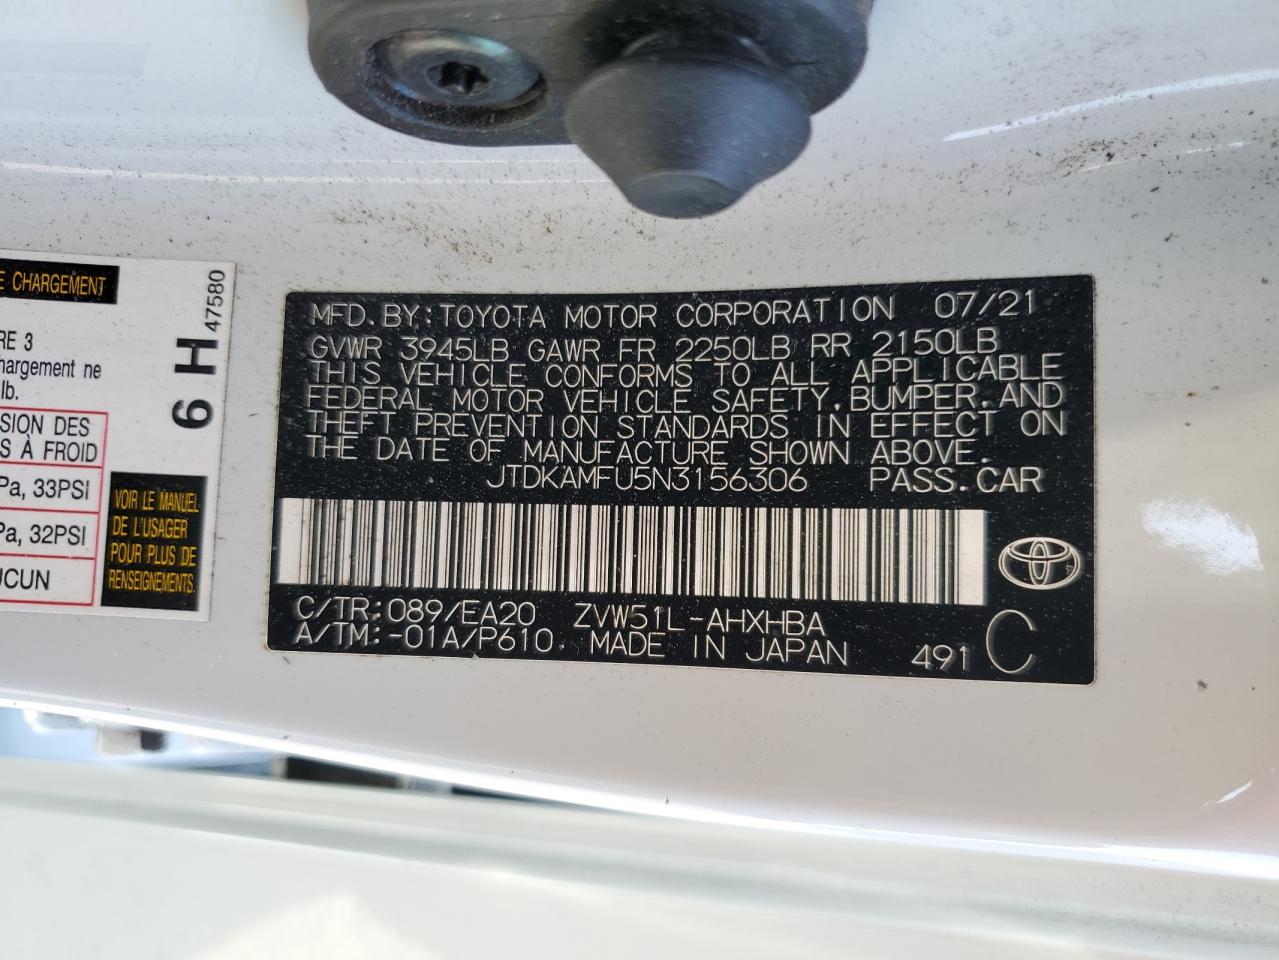 E CHARGEMENT
RE 3
hargement ne
lb.
SION DES
S À FROID
Pa, 33PSI
Pa, 32PSI
UCUN
VOIR LE MANUEL
DE L'USAGER
POUR PLUS DE
RENSEIGNEMENTS.
6 H 47580
MFD. BY: TOYOTA MOTOR CORPORATION 07/21
GVWR 3945LB GAWR FR 2250LB RR 2150LB
THIS VEHICLE CONFORMS TO ALL APPLICABLE
FEDERAL MOTOR VEHICLE SAFETY, BUMPER, AND
THEFT PREVENTION STANDARDS IN EFFECT ON
THE DATE OF MANUFACTURE SHOWN ABOVE.
JTDKAMFU5N3156306 PASS. CAR
C/TR: 089/EA20 ZVW51L-AHXHBA
A/TM: -01A/P610 MADE IN JAPAN 491 C